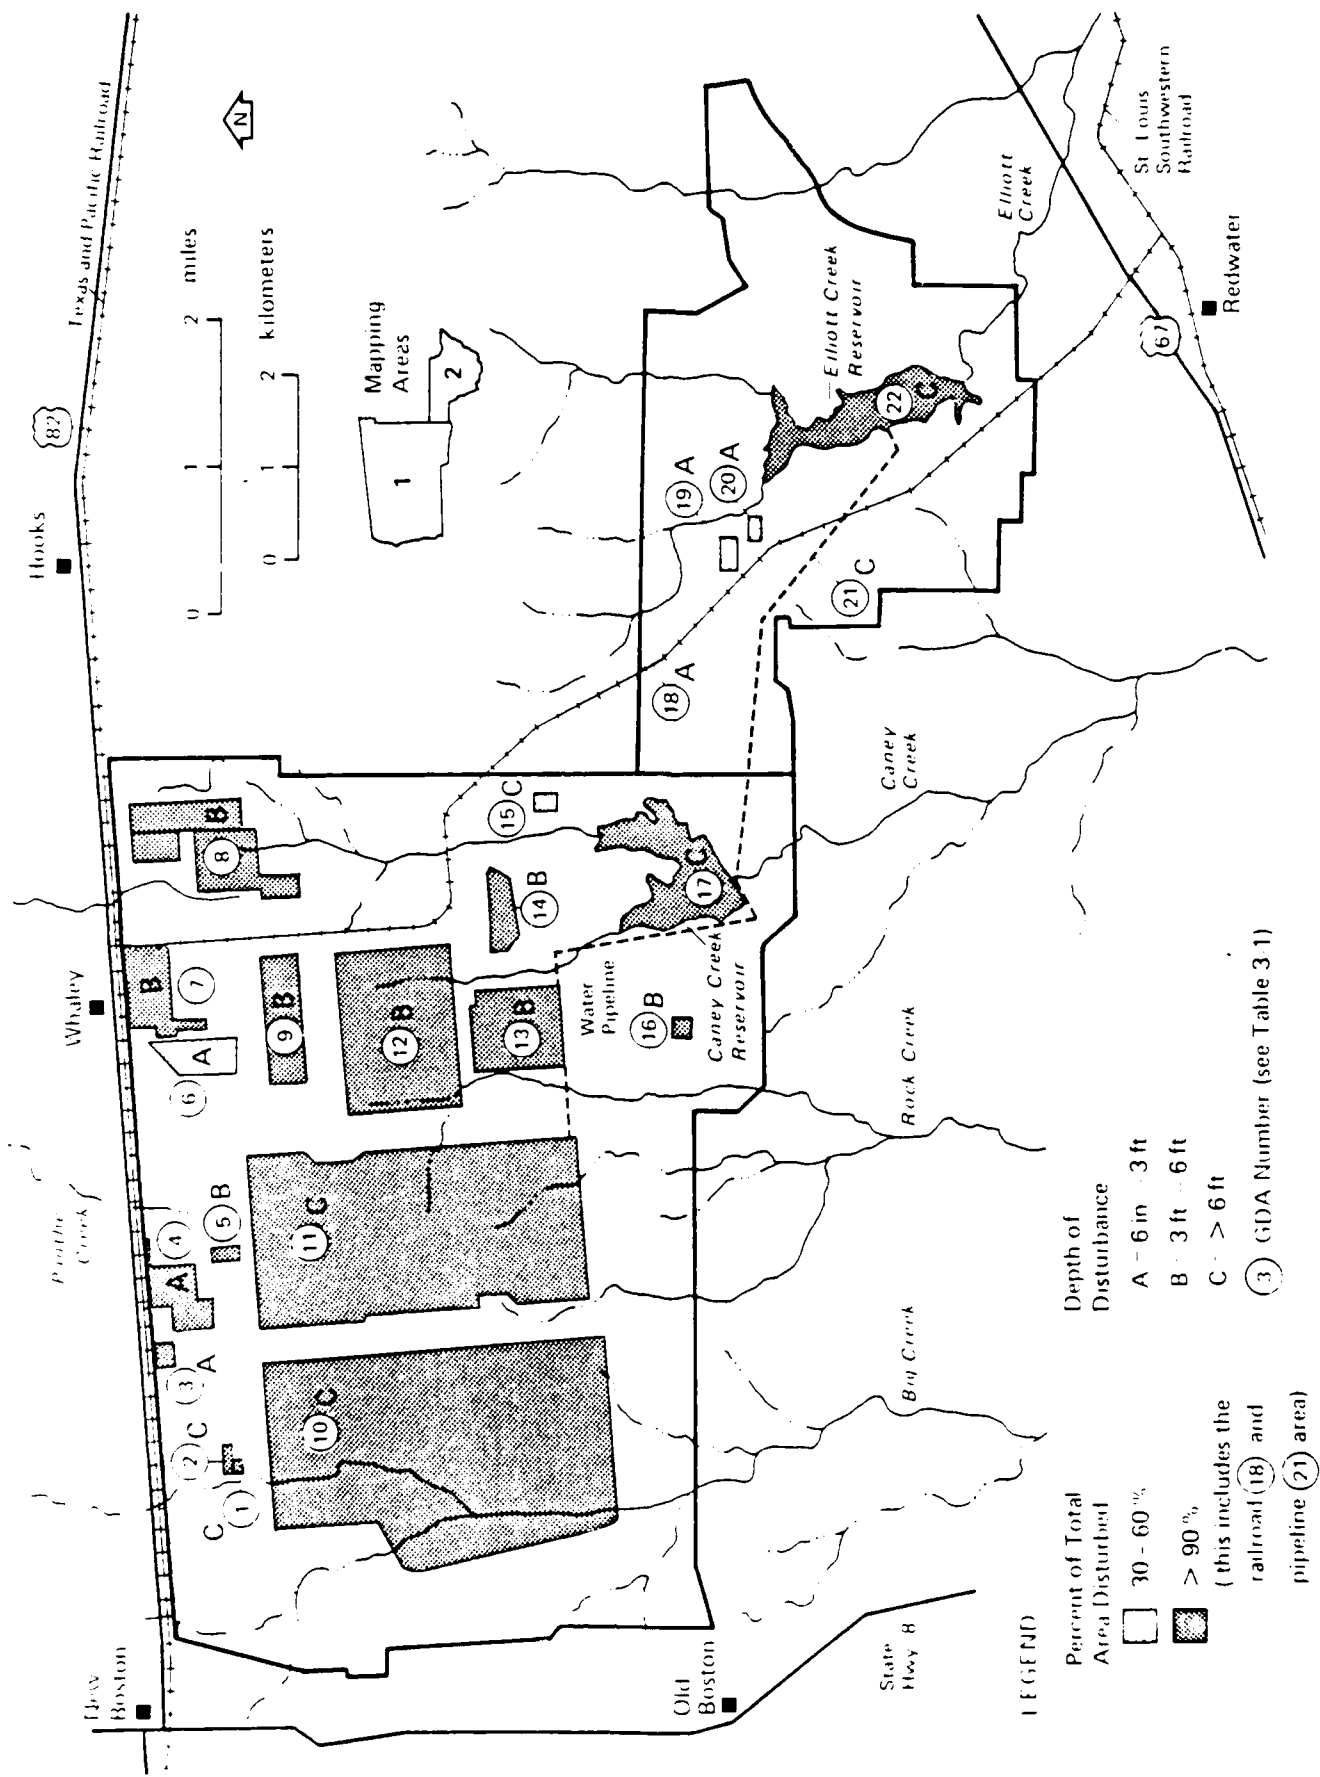 New
Boston
Whaley
Hooks
82
Texas and Pacific Railroad
N
0 1 2 miles
0 1 2 kilometers
Mapping
Areas
1
2
Creek
C 1
2 C
3 A
4 A
5 B
6 A
7 B
8 B
9 B
10 C
11 C
12 B
13 B
14 B
15 C
16 B
17 C
18 A
19 A
20 A
21 C
22 C
Water
Pipeline
Caney Creek
Reservoir
Elliott Creek
Reservoir
Elliott
Creek
Caney
Creek
Rock Creek
Big Creek
Old
Boston
State
Hwy 8
67
Redwater
St Louis
Southwestern
Railroad
LEGEND
Percent of Total
Area Disturbed
30 - 60 %
> 90 %
(this includes the
railroad 18 and
pipeline 21 area)
Depth of
Disturbance
A - 6 in - 3 ft
B - 3 ft - 6 ft
C - > 6 ft
3 GDA Number (see Table 3-1)